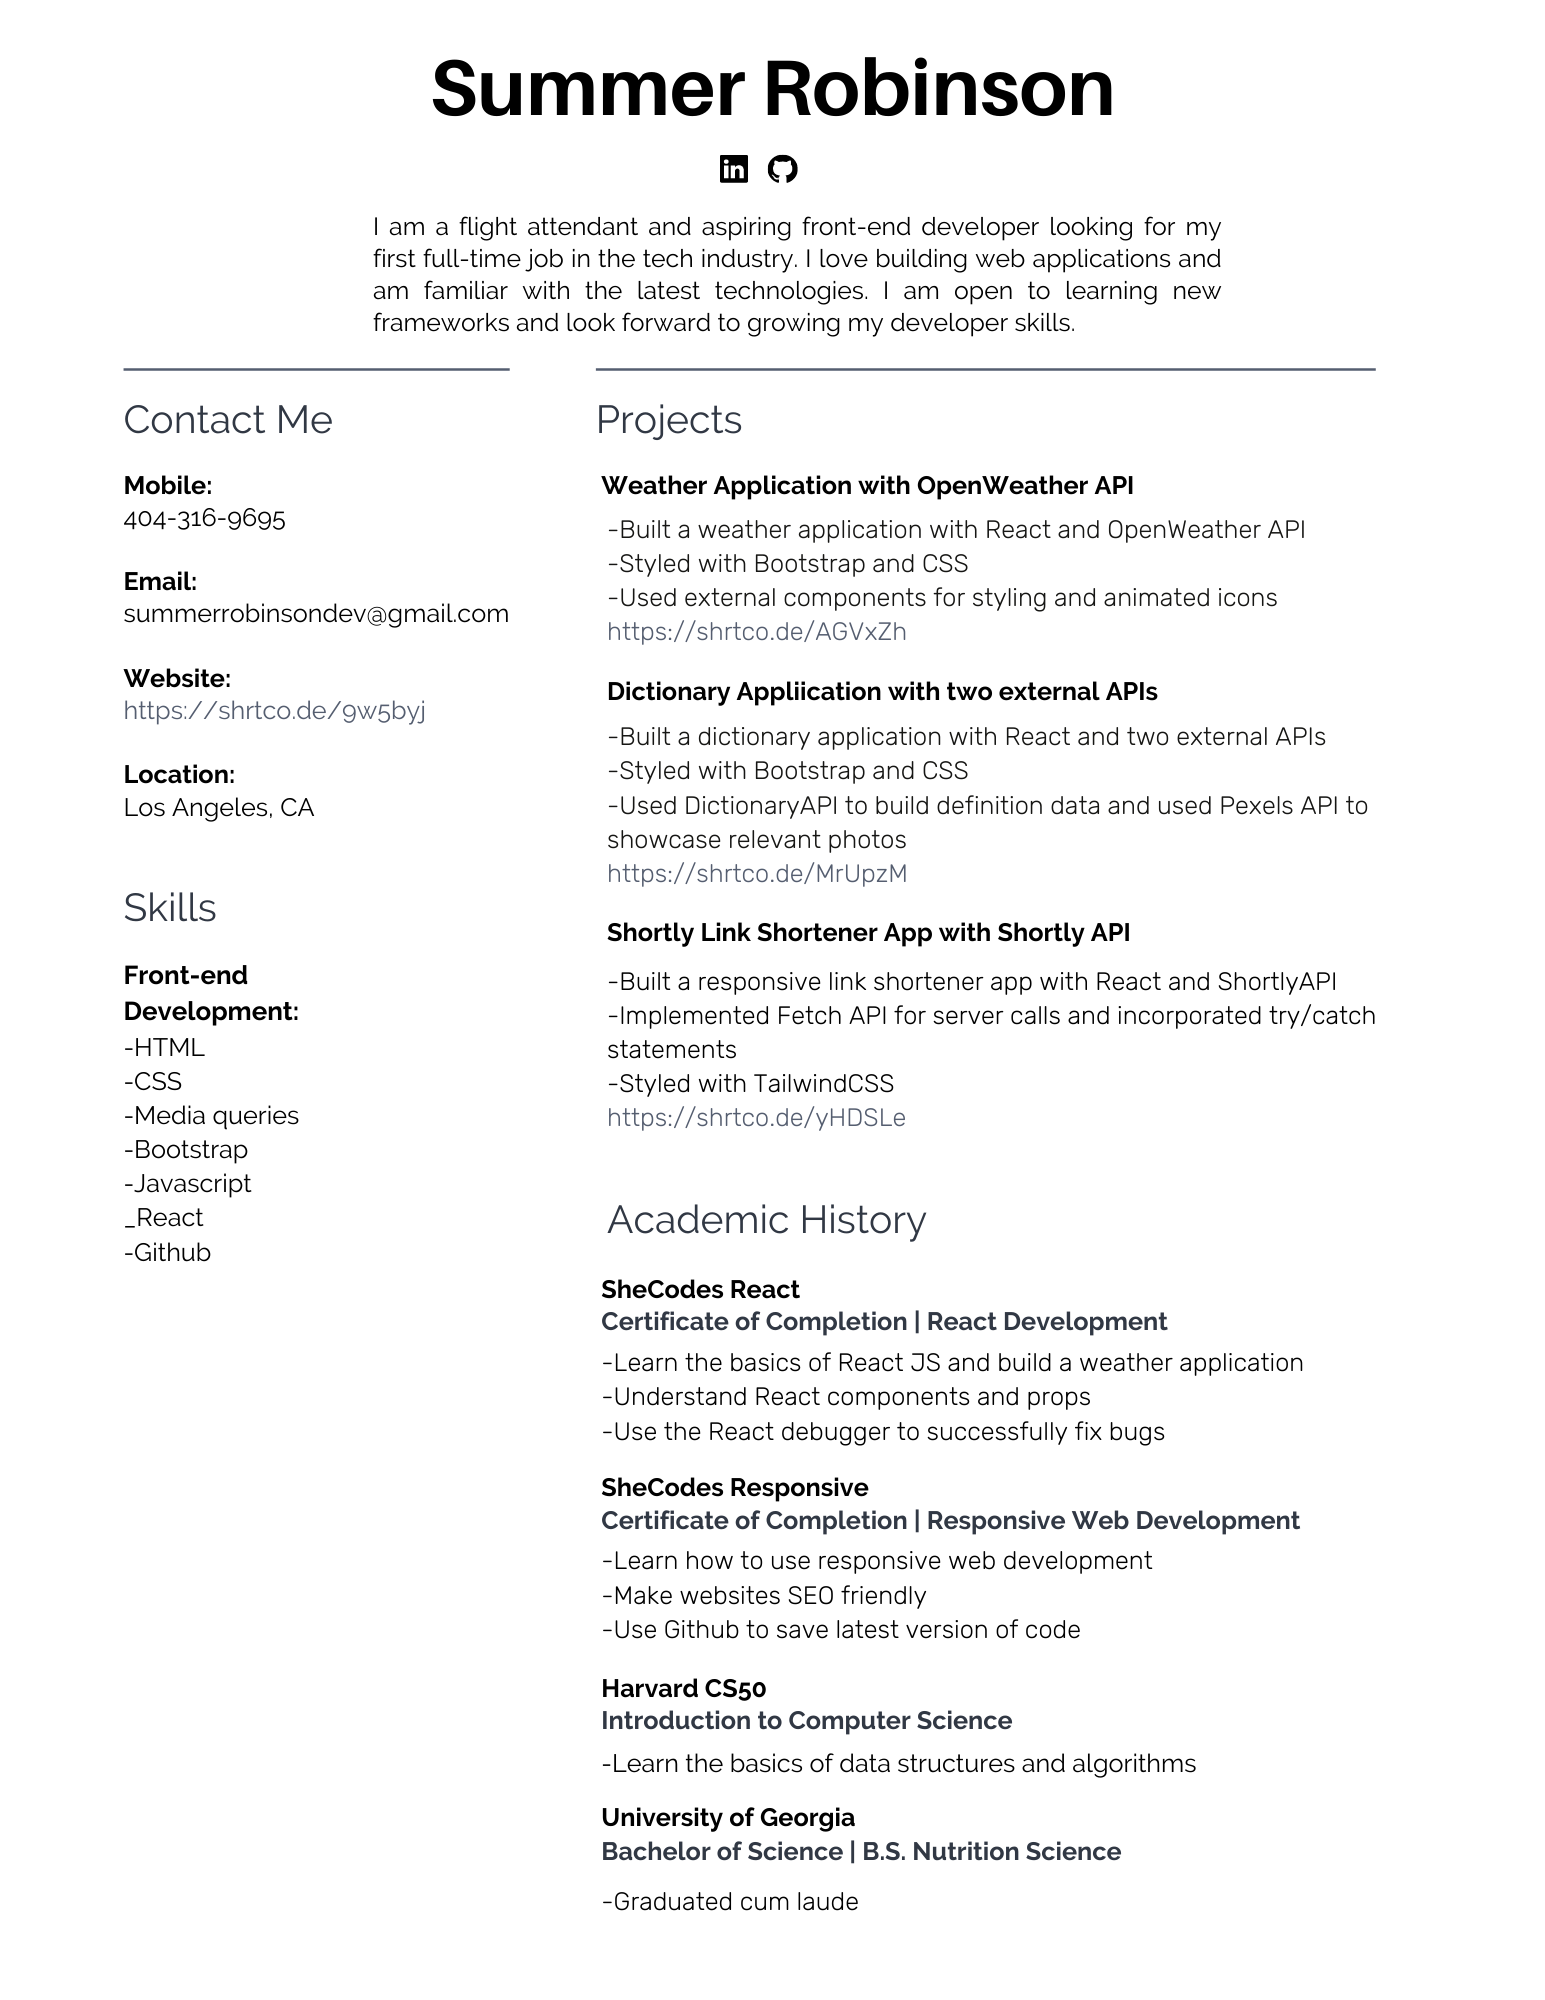 Summer Robinson
in
I am a flight attendant and aspiring front-end developer looking for my
first full-time job in the tech industry. I love building web applications and
am familiar with the latest technologies. I am open to learning new
frameworks and look forward to growing my developer skills.
Contact Me
Mobile:
404-316-9695
Email:
summerrobinsondev@gmail.com
Website:
https://shrtco.de/9w5byj
Location:
Los Angeles, CA
Skills
Front-end
Development:
-HTML
-CSS
-Media queries
-Bootstrap
-Javascript
_React
-Github
Projects
Weather Application with OpenWeather API
-Built a weather application with React and OpenWeather API
-Styled with Bootstrap and CSS
-Used external components for styling and animated icons
https://shrtco.de/AGVxZh
Dictionary Appliication with two external APIs
-Built a dictionary application with React and two external APIs
-Styled with Bootstrap and CSS
-Used DictionaryAPI to build definition data and used Pexels API to
showcase relevant photos
https://shrtco.de/MrUpzM
Shortly Link Shortener App with Shortly API
-Built a responsive link shortener app with React and ShortlyAPI
-Implemented Fetch API for server calls and incorporated try/catch
statements
-Styled with TailwindCSS
https://shrtco.de/yHDSLe
Academic History
SheCodes React
Certificate of Completion | React Development
-Learn the basics of React JS and build a weather application
-Understand React components and props
-Use the React debugger to successfully fix bugs
SheCodes Responsive
Certificate of Completion | Responsive Web Development
-Learn how to use responsive web development
-Make websites SEO friendly
-Use Github to save latest version of code
Harvard CS50
Introduction to Computer Science
-Learn the basics of data structures and algorithms
University of Georgia
Bachelor of Science | B.S. Nutrition Science
-Graduated cum laude